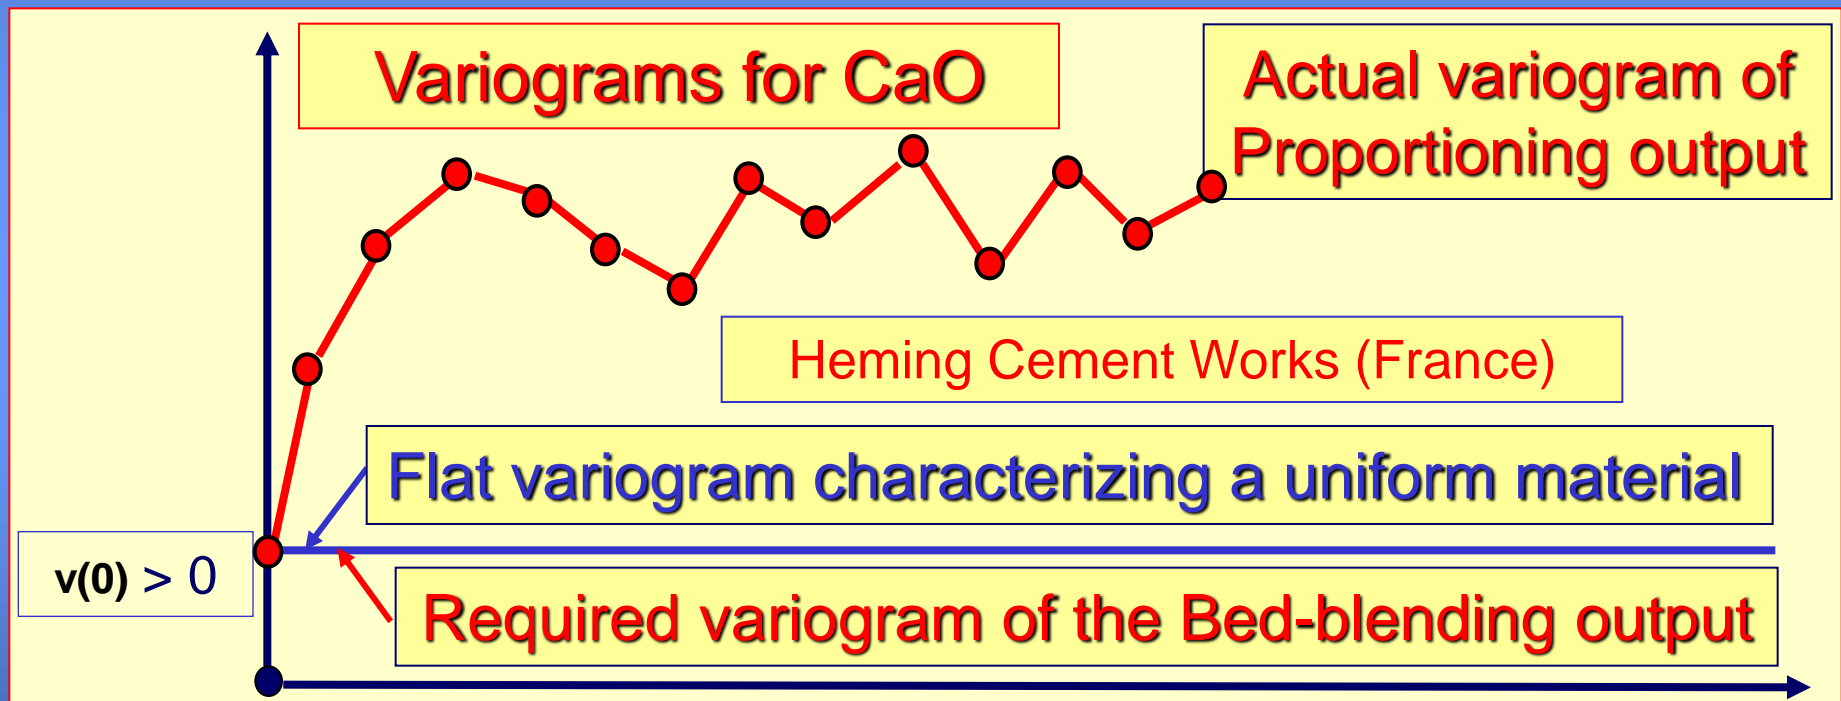 Variograms for CaO
Actual variogram of
Proportioning output
Heming Cement Works (France)
Flat variogram characterizing a uniform material
v(0) > 0
Required variogram of the Bed-blending output